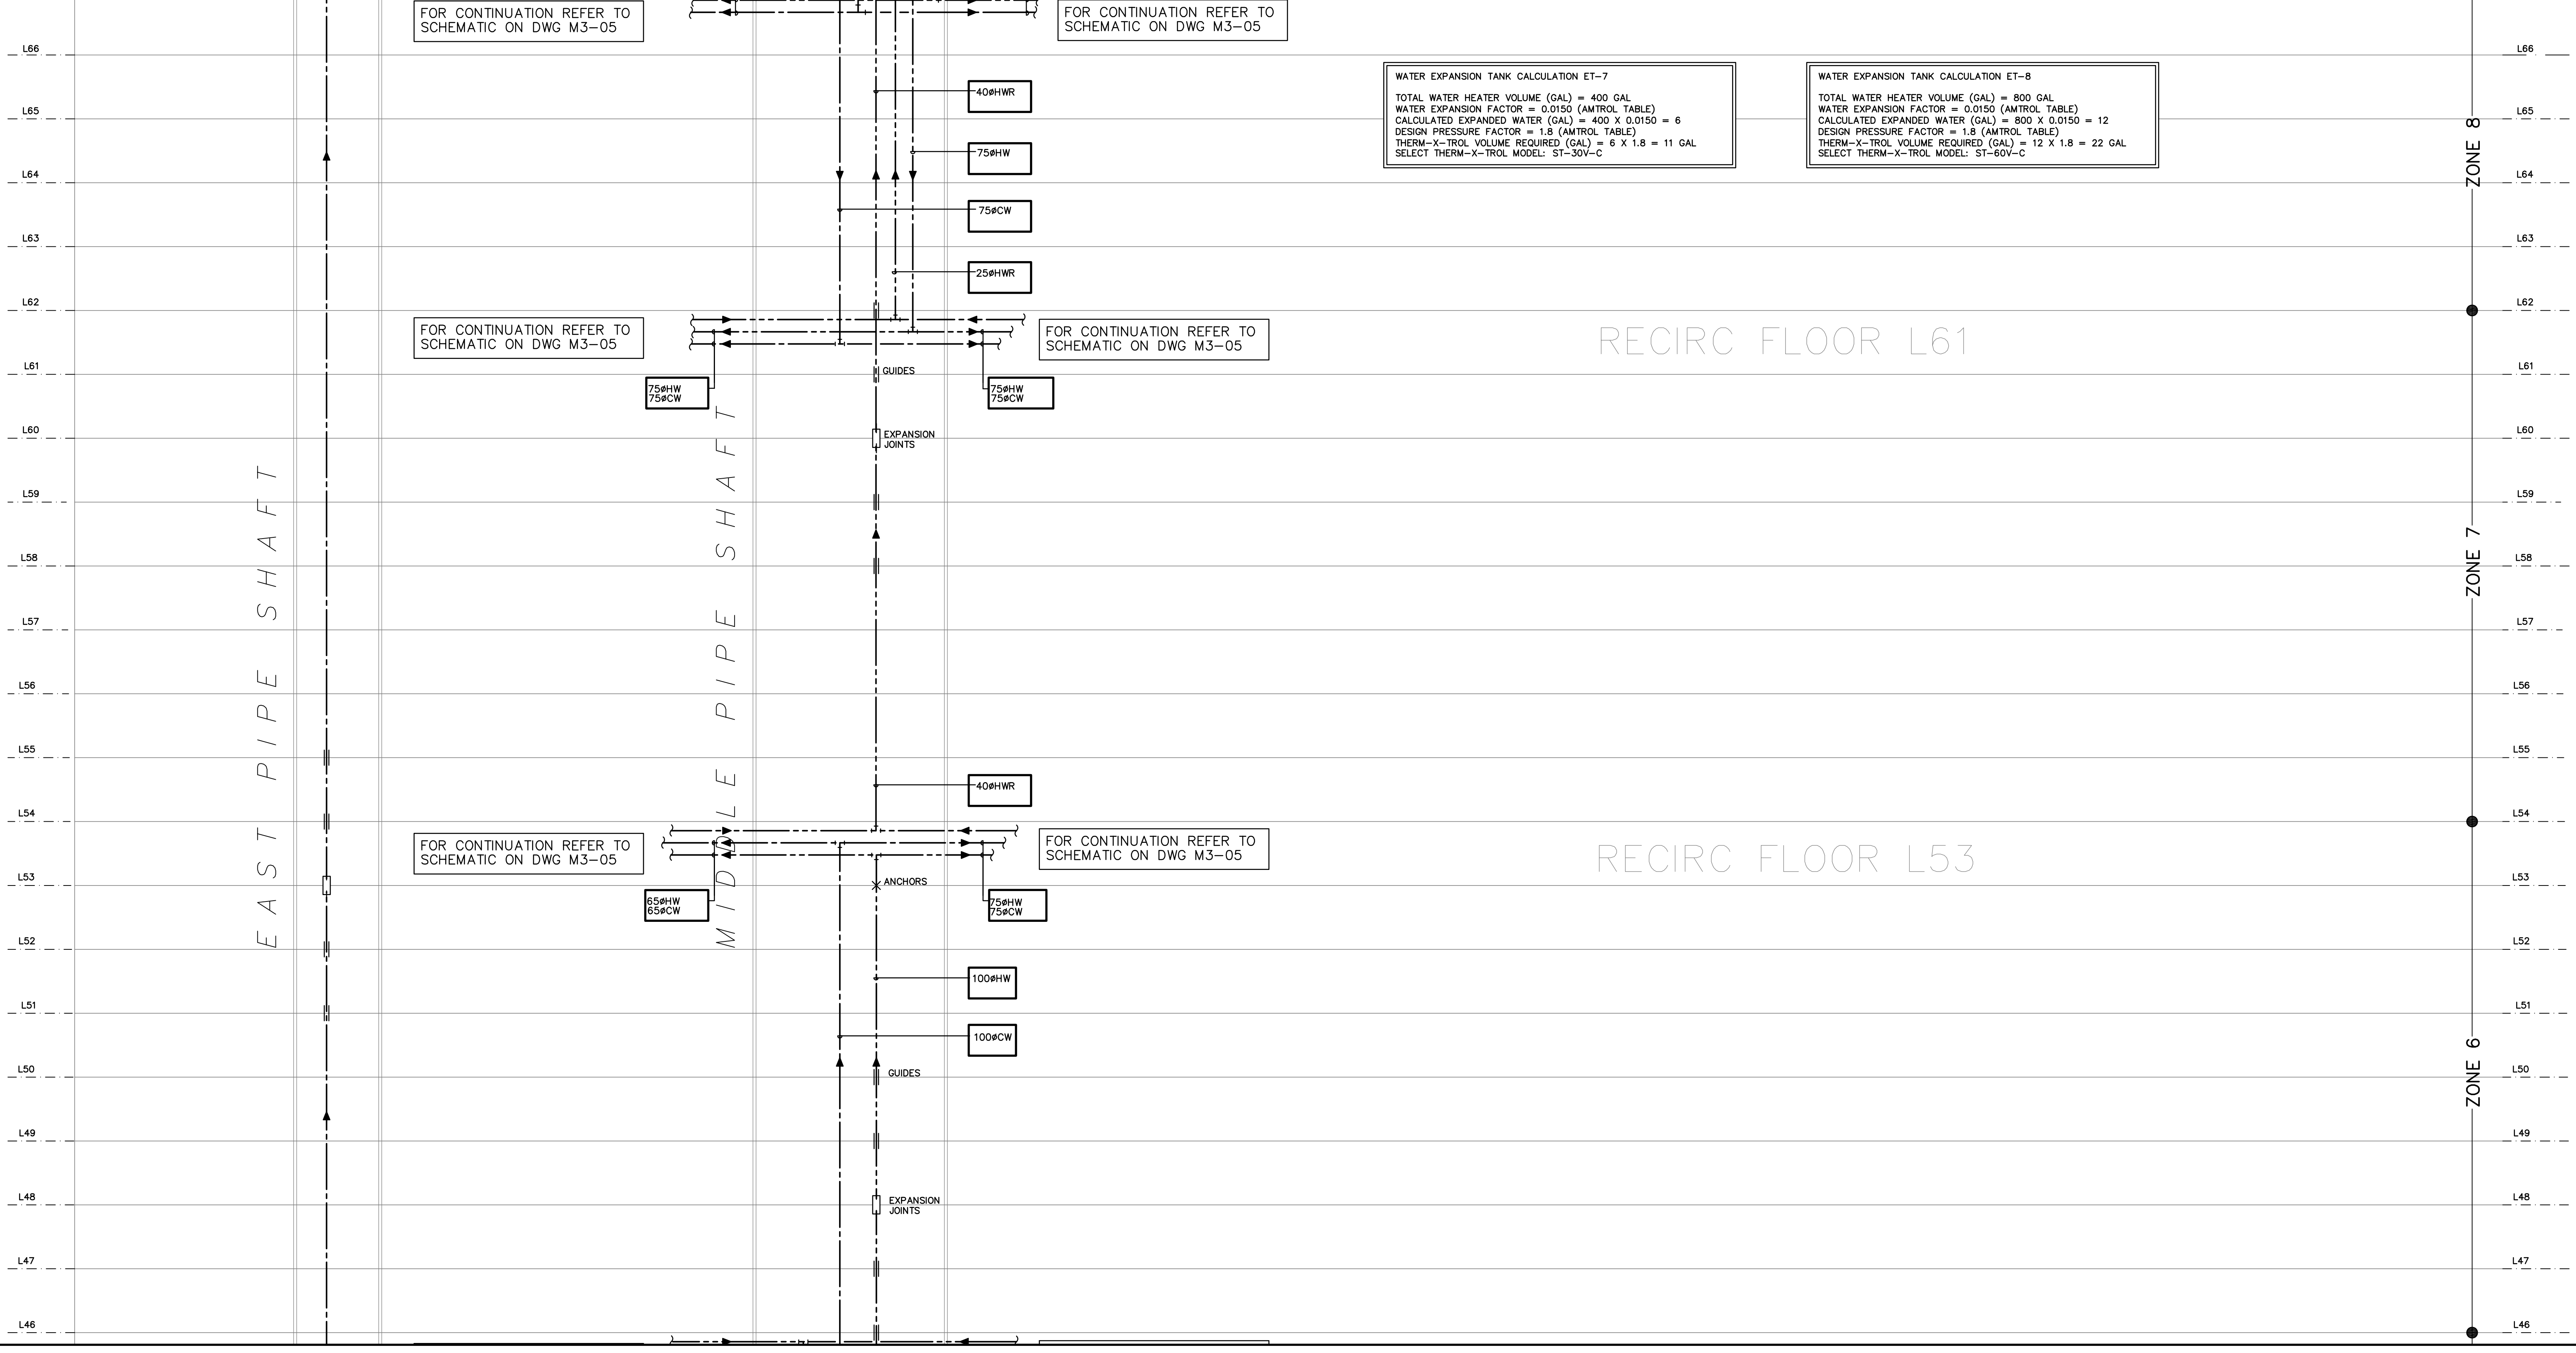 FOR CONTINUATION REFER TO
SCHEMATIC ON DWG M3-05
FOR CONTINUATION REFER TO
SCHEMATIC ON DWG M3-05
L66
L66
WATER EXPANSION TANK CALCULATION ET-7
TOTAL WATER HEATER VOLUME (GAL) = 400 GAL
WATER EXPANSION FACTOR = 0.0150 (AMTROL TABLE)
CALCULATED EXPANDED WATER (GAL) = 400 X 0.0150 = 6
DESIGN PRESSURE FACTOR = 1.8 (AMTROL TABLE)
THERM-X-TROL VOLUME REQUIRED (GAL) = 6 X 1.8 = 11 GAL
SELECT THERM-X-TROL MODEL: ST-30V-C
WATER EXPANSION TANK CALCULATION ET-8
TOTAL WATER HEATER VOLUME (GAL) = 800 GAL
WATER EXPANSION FACTOR = 0.0150 (AMTROL TABLE)
CALCULATED EXPANDED WATER (GAL) = 800 X 0.0150 = 12
DESIGN PRESSURE FACTOR = 1.8 (AMTROL TABLE)
THERM-X-TROL VOLUME REQUIRED (GAL) = 12 X 1.8 = 22 GAL
SELECT THERM-X-TROL MODEL: ST-60V-C
40øHWR
L65
L65
ZONE 8
75øHW
L64
L64
75øCW
L63
L63
25øHWR
L62
L62
FOR CONTINUATION REFER TO
SCHEMATIC ON DWG M3-05
FOR CONTINUATION REFER TO
SCHEMATIC ON DWG M3-05
RECIRC FLOOR L61
L61
GUIDES
L61
75øHW
75øCW
75øHW
75øCW
L60
EXPANSION
JOINTS
L60
EAST PIPE SHAFT
MIDDLE PIPE SHAFT
L59
L59
L58
L58
ZONE 7
L57
L57
L56
L56
L55
L55
40øHWR
L54
L54
FOR CONTINUATION REFER TO
SCHEMATIC ON DWG M3-05
FOR CONTINUATION REFER TO
SCHEMATIC ON DWG M3-05
RECIRC FLOOR L53
L53
ANCHORS
L53
65øHW
65øCW
75øHW
75øCW
L52
L52
100øHW
L51
L51
100øCW
ZONE 6
L50
GUIDES
L50
L49
L49
L48
EXPANSION
JOINTS
L48
L47
L47
L46
L46